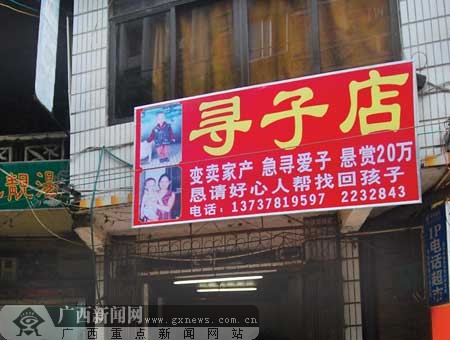 寻子店
变卖家产 急寻爱子 悬赏20万
恳请好心人帮找回孩子
电话：13737819597 2232843
靓汤
IP电话超市
广西新闻网
www.gxnews.com.cn
广西重点新闻网站